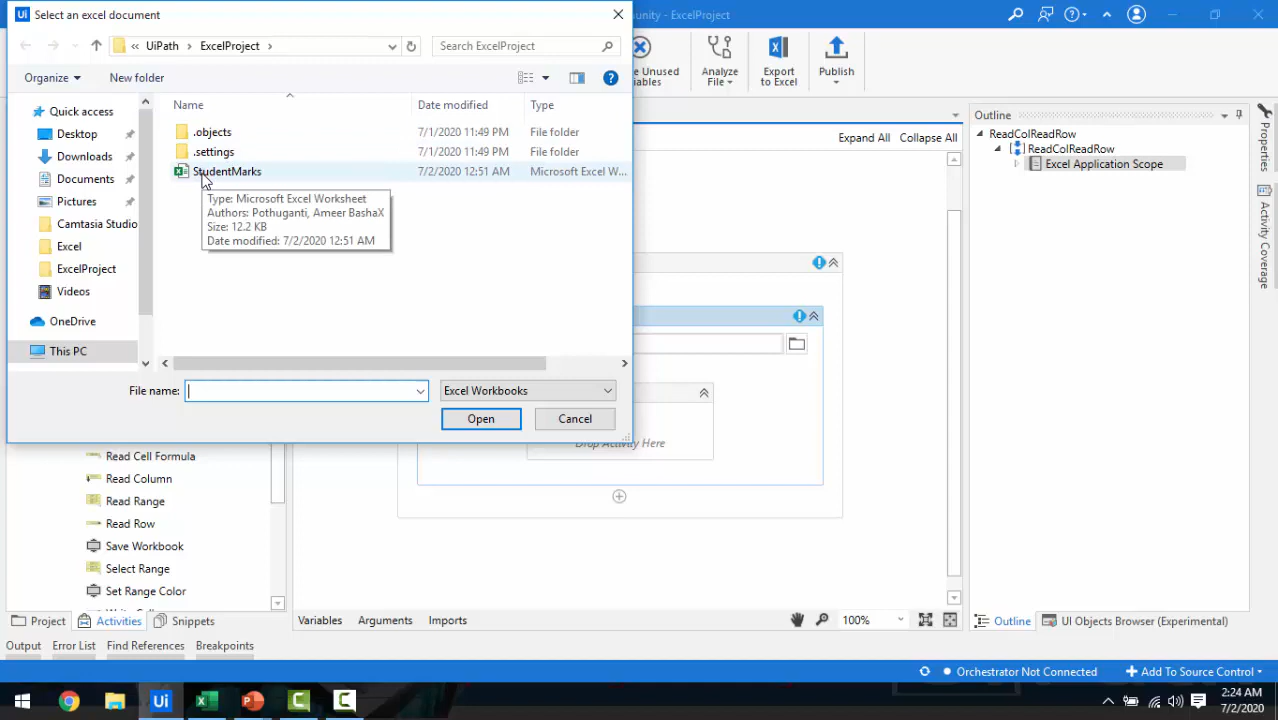 Ui Select an excel document
unity - ExcelProject
« UiPath > ExcelProject >
Search ExcelProject
Organize
New folder
Name
Date modified
Type
Quick access
Desktop
Downloads
Documents
Pictures
Camtasia Studio
Excel
ExcelProject
Videos
OneDrive
This PC
.objects 7/1/2020 11:49 PM File folder
.settings 7/1/2020 11:49 PM File folder
StudentMarks 7/2/2020 12:51 AM Microsoft Excel W...
Type: Microsoft Excel Worksheet
Authors: Pothuganti, Ameer BashaX
Size: 12.2 KB
Date modified: 7/2/2020 12:51 AM
File name:
Excel Workbooks
Open
Cancel
e Unused
iables
Analyze
File
Export
to Excel
Publish
Expand All Collapse All
Drop Activity Here
Outline
ReadColReadRow
ReadColReadRow
Excel Application Scope
Properties
Activity Coverage
Read Cell Formula
Read Column
Read Range
Read Row
Save Workbook
Select Range
Set Range Color
Project Activities Snippets
Variables Arguments Imports
100%
Outline UI Objects Browser (Experimental)
Output Error List Find References Breakpoints
Orchestrator Not Connected Add To Source Control
Ui
2:24 AM
7/2/2020